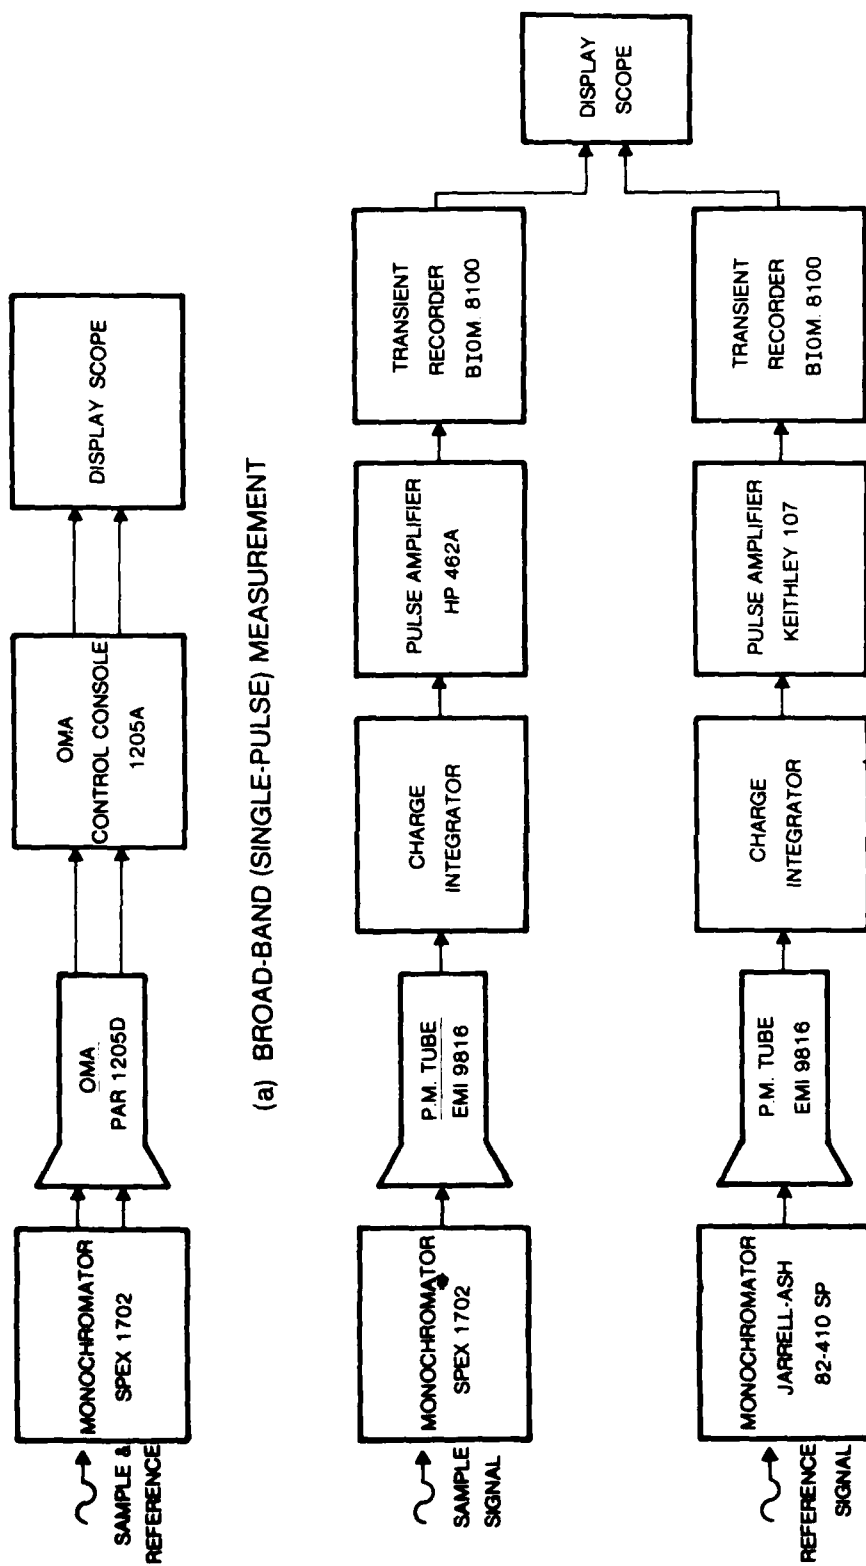 SAMPLE &
REFERENCE
MONOCHROMATOR
SPEX 1702
OMA
PAR 1205D
OMA
CONTROL CONSOLE
1205A
DISPLAY SCOPE
(a) BROAD-BAND (SINGLE-PULSE) MEASUREMENT
SAMPLE
SIGNAL
MONOCHROMATOR
SPEX 1702
P.M. TUBE
EMI 9816
CHARGE
INTEGRATOR
PULSE AMPLIFIER
HP 462A
TRANSIENT
RECORDER
BIOM. 8100
DISPLAY
SCOPE
REFERENCE
SIGNAL
MONOCHROMATOR
JARRELL-ASH
82-410 SP
P.M. TUBE
EMI 9816
CHARGE
INTEGRATOR
PULSE AMPLIFIER
KEITHLEY 107
TRANSIENT
RECORDER
BIOM. 8100